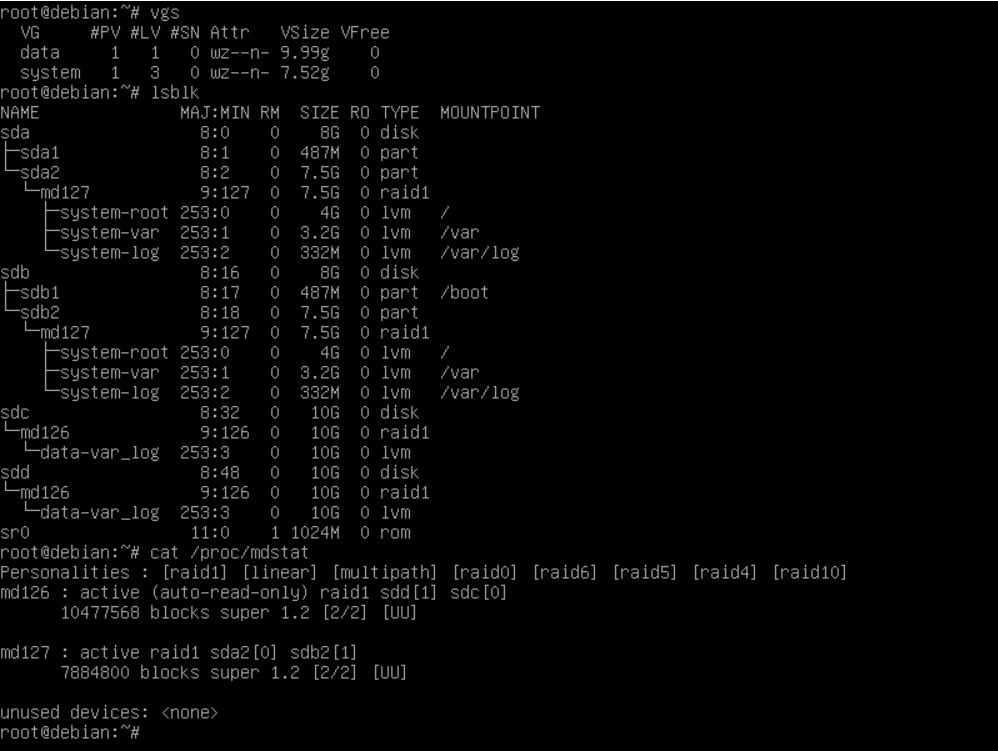 root@debian:~# vgs
  VG     #PV #LV #SN Attr   VSize VFree
  data     1   1   0 wz--n- 9.99g    0
  system   1   3   0 wz--n- 7.52g    0
root@debian:~# lsblk
NAME              MAJ:MIN RM  SIZE RO TYPE  MOUNTPOINT
sda                 8:0    0    8G  0 disk
├─sda1              8:1    0  487M  0 part
└─sda2              8:2    0  7.5G  0 part
  └─md127           9:127  0  7.5G  0 raid1
    ├─system-root 253:0    0    4G  0 lvm   /
    ├─system-var  253:1    0  3.2G  0 lvm   /var
    └─system-log  253:2    0  332M  0 lvm   /var/log
sdb                 8:16   0    8G  0 disk
├─sdb1              8:17   0  487M  0 part  /boot
└─sdb2              8:18   0  7.5G  0 part
  └─md127           9:127  0  7.5G  0 raid1
    ├─system-root 253:0    0    4G  0 lvm   /
    ├─system-var  253:1    0  3.2G  0 lvm   /var
    └─system-log  253:2    0  332M  0 lvm   /var/log
sdc                 8:32   0   10G  0 disk
└─md126             9:126  0   10G  0 raid1
  └─data-var_log  253:3    0   10G  0 lvm
sdd                 8:48   0   10G  0 disk
└─md126             9:126  0   10G  0 raid1
  └─data-var_log  253:3    0   10G  0 lvm
sr0                11:0    1 1024M  0 rom
root@debian:~# cat /proc/mdstat
Personalities : [raid1] [linear] [multipath] [raid0] [raid6] [raid5] [raid4] [raid10]
md126 : active (auto-read-only) raid1 sdd[1] sdc[0]
      10477568 blocks super 1.2 [2/2] [UU]

md127 : active raid1 sda2[0] sdb2[1]
      7884800 blocks super 1.2 [2/2] [UU]

unused devices: <none>
root@debian:~#